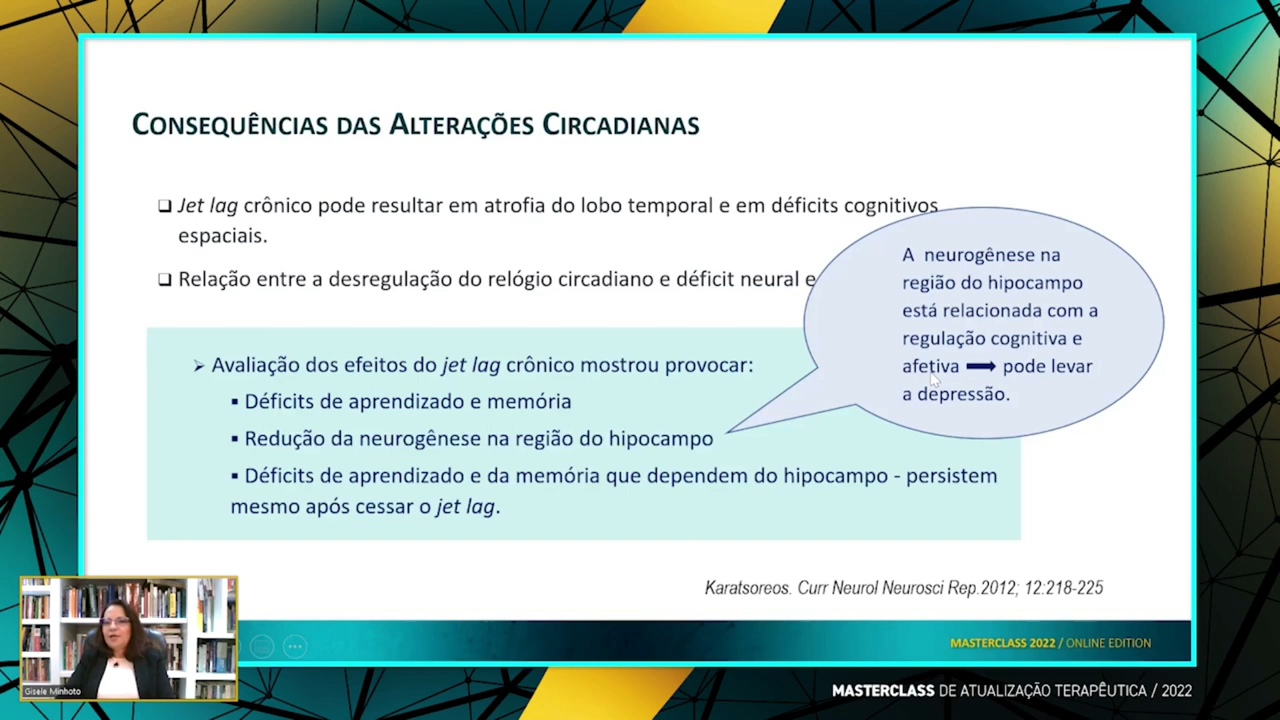 CONSEQUÊNCIAS DAS ALTERAÇÕES CIRCADIANAS
Jet lag crônico pode resultar em atrofia do lobo temporal e em déficits cognitivos
espaciais.
Relação entre a desregulação do relógio circadiano e déficit neural e
A neurogênese na
região do hipocampo
está relacionada com a
regulação cognitiva e
afetiva ➡ pode levar
a depressão.
➢ Avaliação dos efeitos do jet lag crônico mostrou provocar:
▪ Déficits de aprendizado e memória
▪ Redução da neurogênese na região do hipocampo
▪ Déficits de aprendizado e da memória que dependem do hipocampo - persistem
mesmo após cessar o jet lag.
Karatsoreos. Curr Neurol Neurosci Rep.2012; 12:218-225
MASTERCLASS 2022 / ONLINE EDITION
Gisele Minhoto
MASTERCLASS DE ATUALIZAÇÃO TERAPÊUTICA / 2022